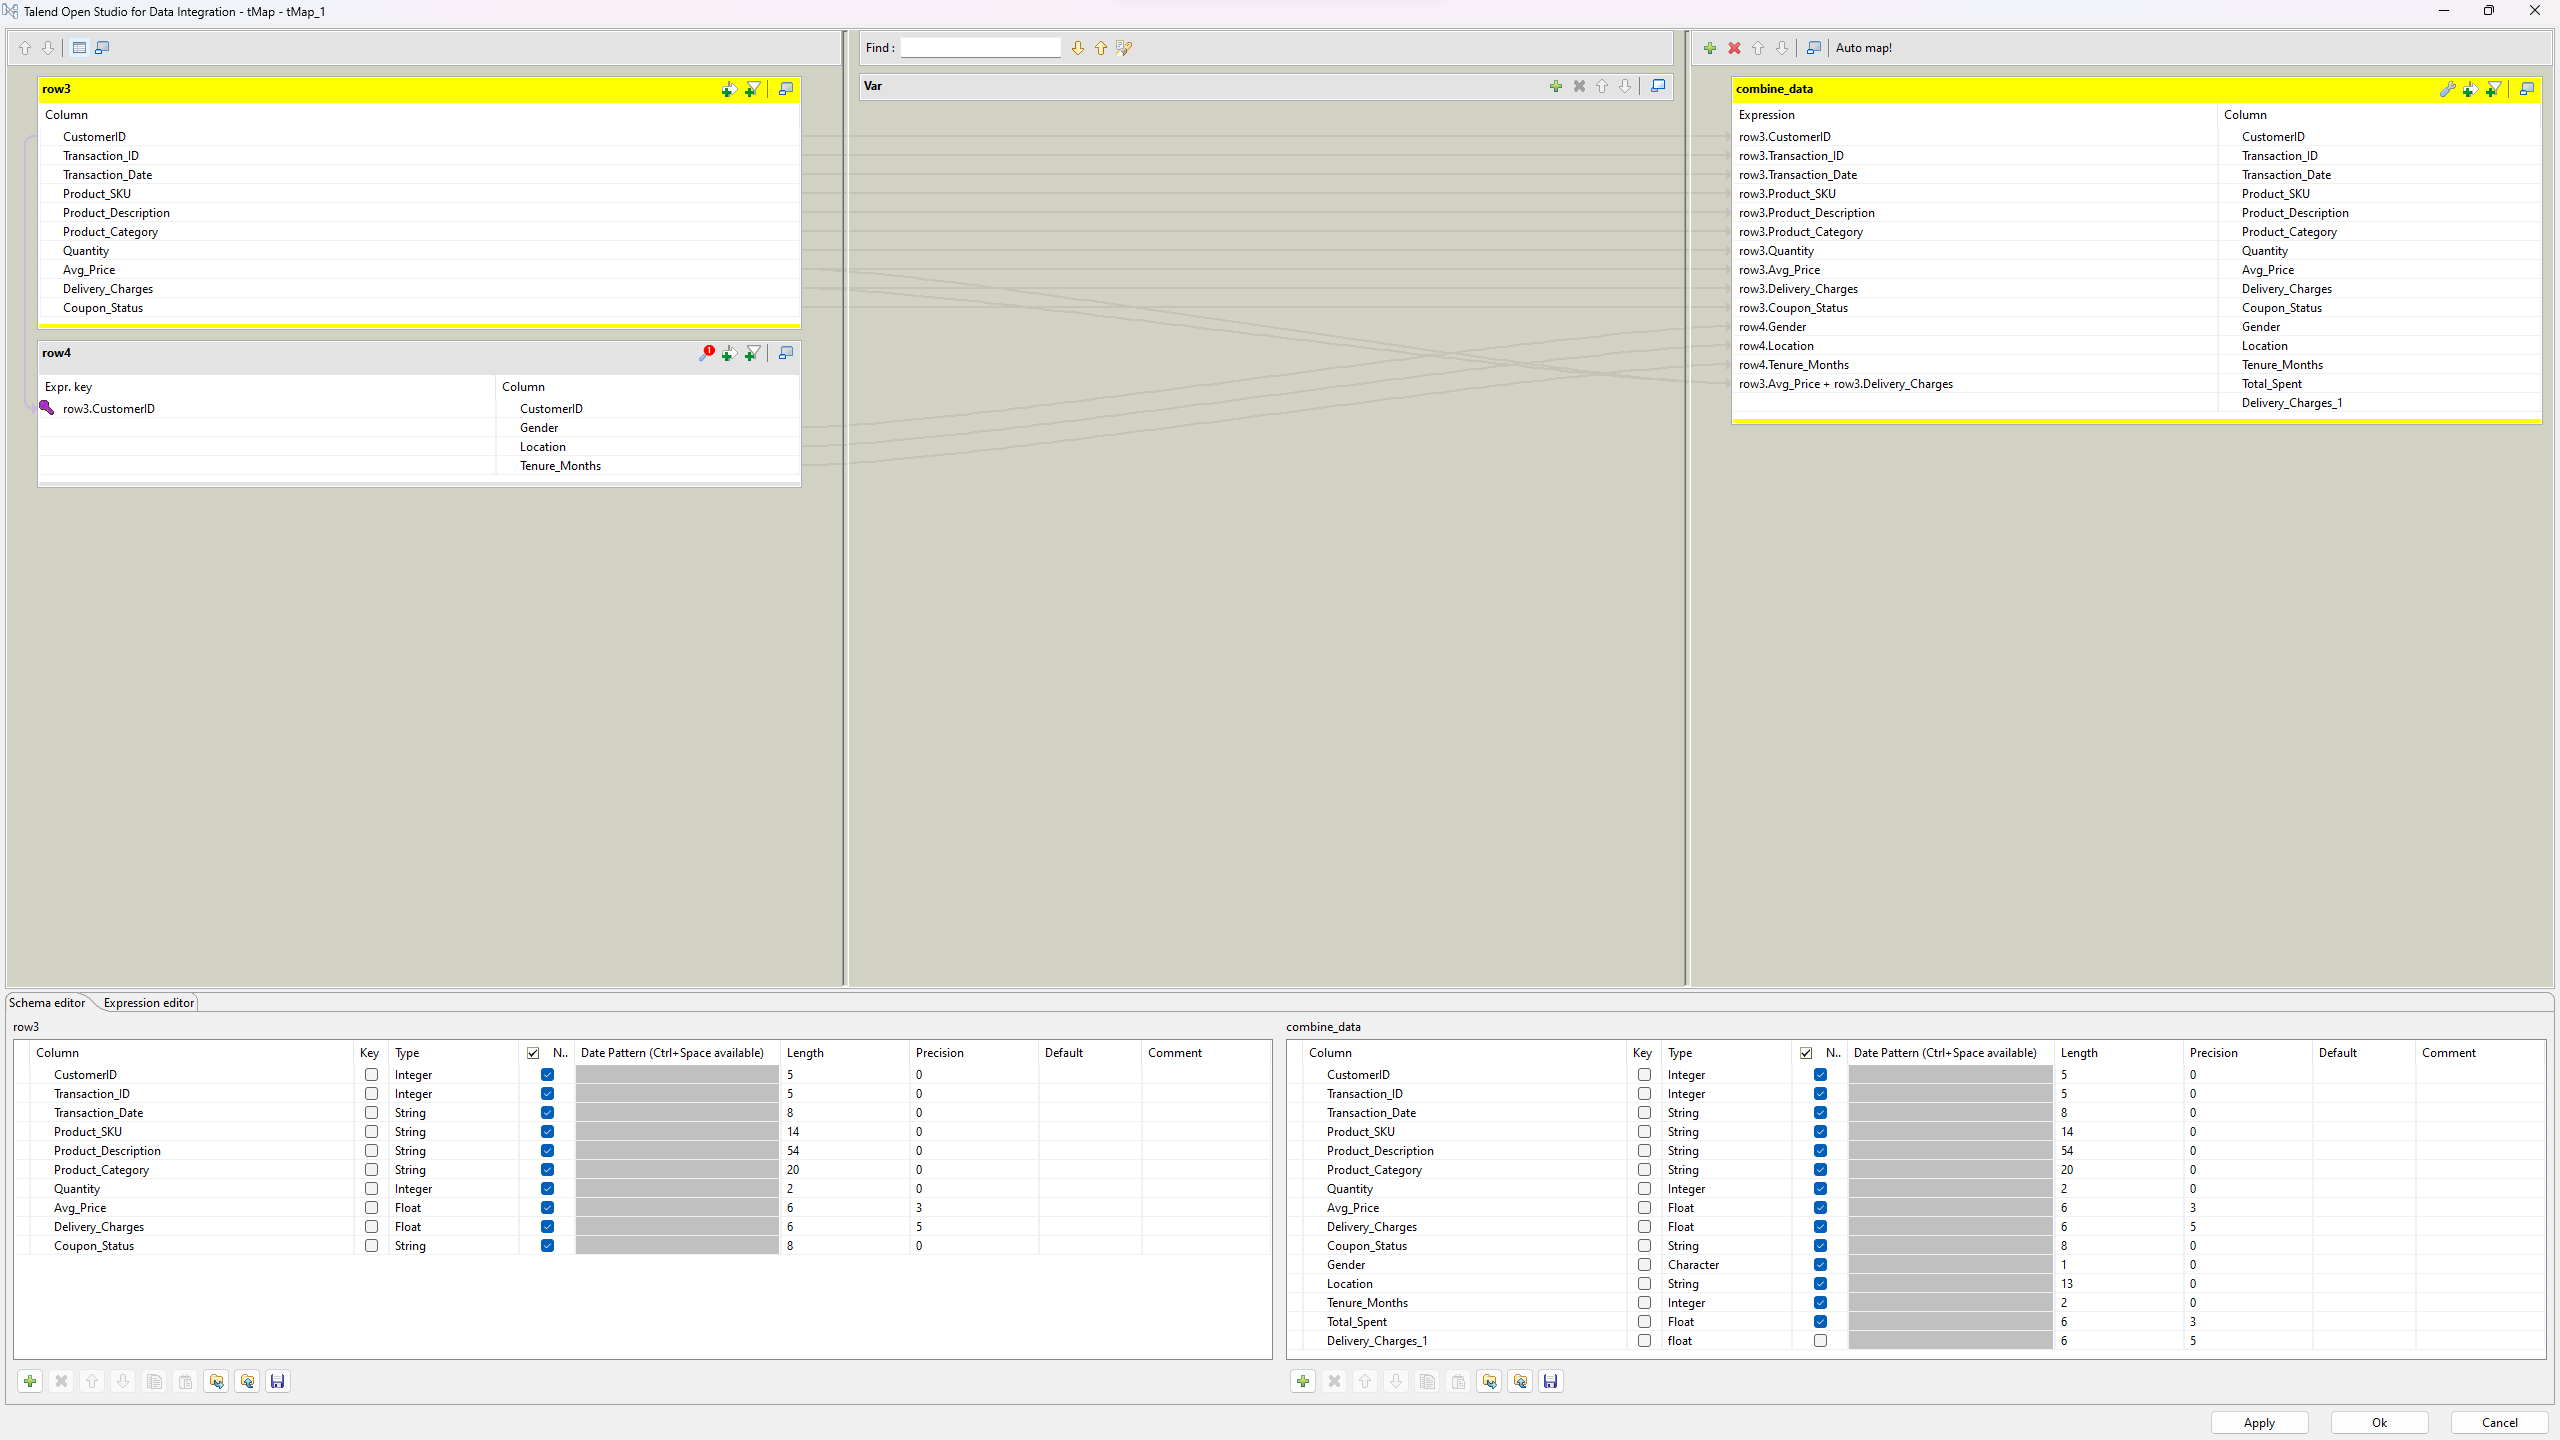 Talend Open Studio for Data Integration - tMap - tMap_1
Find :
Auto map!
row3
Column
CustomerID
Transaction_ID
Transaction_Date
Product_SKU
Product_Description
Product_Category
Quantity
Avg_Price
Delivery_Charges
Coupon_Status
row4
Expr. key Column
row3.CustomerID CustomerID
Gender
Location
Tenure_Months
Var
combine_data
Expression Column
row3.CustomerID CustomerID
row3.Transaction_ID Transaction_ID
row3.Transaction_Date Transaction_Date
row3.Product_SKU Product_SKU
row3.Product_Description Product_Description
row3.Product_Category Product_Category
row3.Quantity Quantity
row3.Avg_Price Avg_Price
row3.Delivery_Charges Delivery_Charges
row3.Coupon_Status Coupon_Status
row4.Gender Gender
row4.Location Location
row4.Tenure_Months Tenure_Months
row3.Avg_Price + row3.Delivery_Charges Total_Spent
Delivery_Charges_1
Schema editor Expression editor
row3
Column Key Type N.. Date Pattern (Ctrl+Space available) Length Precision Default Comment
CustomerID Integer 5 0
Transaction_ID Integer 5 0
Transaction_Date String 8 0
Product_SKU String 14 0
Product_Description String 54 0
Product_Category String 20 0
Quantity Integer 2 0
Avg_Price Float 6 3
Delivery_Charges Float 6 5
Coupon_Status String 8 0
combine_data
Column Key Type N.. Date Pattern (Ctrl+Space available) Length Precision Default Comment
CustomerID Integer 5 0
Transaction_ID Integer 5 0
Transaction_Date String 8 0
Product_SKU String 14 0
Product_Description String 54 0
Product_Category String 20 0
Quantity Integer 2 0
Avg_Price Float 6 3
Delivery_Charges Float 6 5
Coupon_Status String 8 0
Gender Character 1 0
Location String 13 0
Tenure_Months Integer 2 0
Total_Spent Float 6 3
Delivery_Charges_1 float 6 5
Apply Ok Cancel